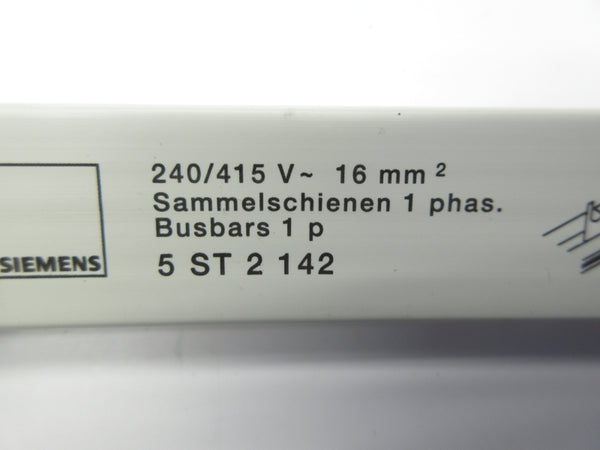 240/415 V~ 16 mm ²
Sammelschienen 1 phas.
Busbars 1 p
SIEMENS
5 ST 2 142